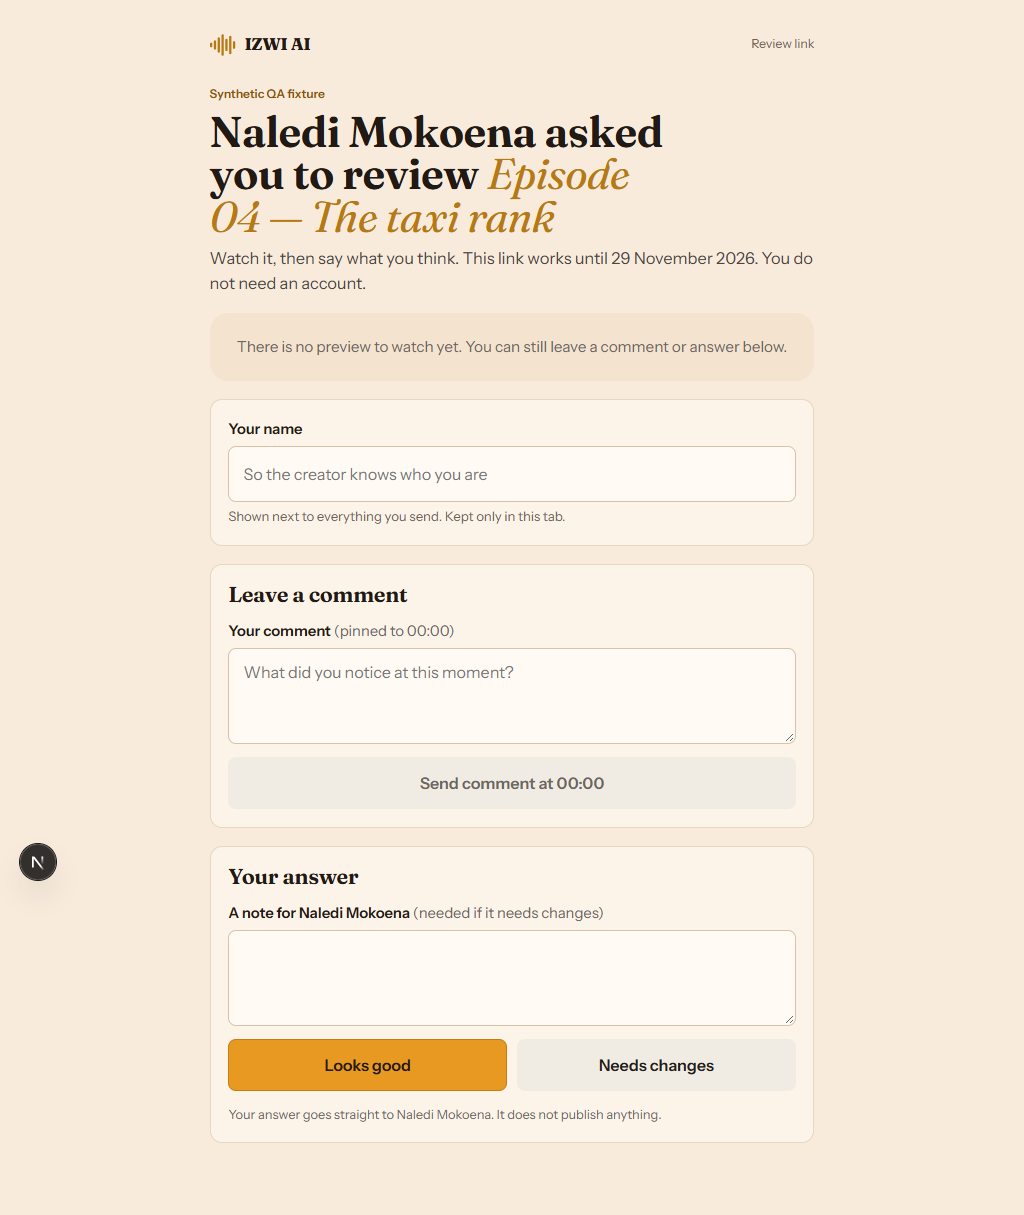 IZWI AI
Review link
Synthetic QA fixture
Naledi Mokoena asked
you to review Episode
04 — The taxi rank
Watch it, then say what you think. This link works until 29 November 2026. You do
not need an account.
There is no preview to watch yet. You can still leave a comment or answer below.
Your name
So the creator knows who you are
Shown next to everything you send. Kept only in this tab.
Leave a comment
Your comment (pinned to 00:00)
What did you notice at this moment?
Send comment at 00:00
N
Your answer
A note for Naledi Mokoena (needed if it needs changes)
Looks good
Needs changes
Your answer goes straight to Naledi Mokoena. It does not publish anything.